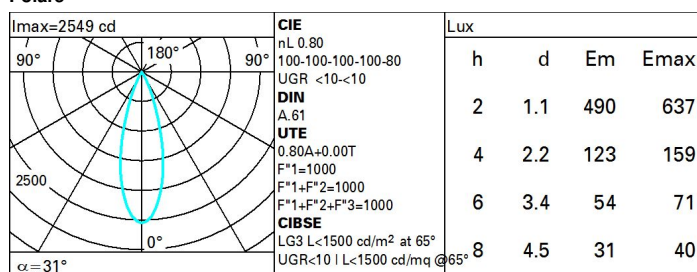 Imax=2549 cd
90° 180° 90°
2500
0°
α=31°
CIE
nL 0.80
100-100-100-100-80
UGR <10-<10
DIN
A.61
UTE
0.80A+0.00T
F"1=1000
F"1+F"2=1000
F"1+F"2+F"3=1000
CIBSE
LG3 L<1500 cd/m² at 65°
UGR<10 | L<1500 cd/mq @65°
Lux
h d Em Emax
2 1.1 490 637
4 2.2 123 159
6 3.4 54 71
8 4.5 31 40